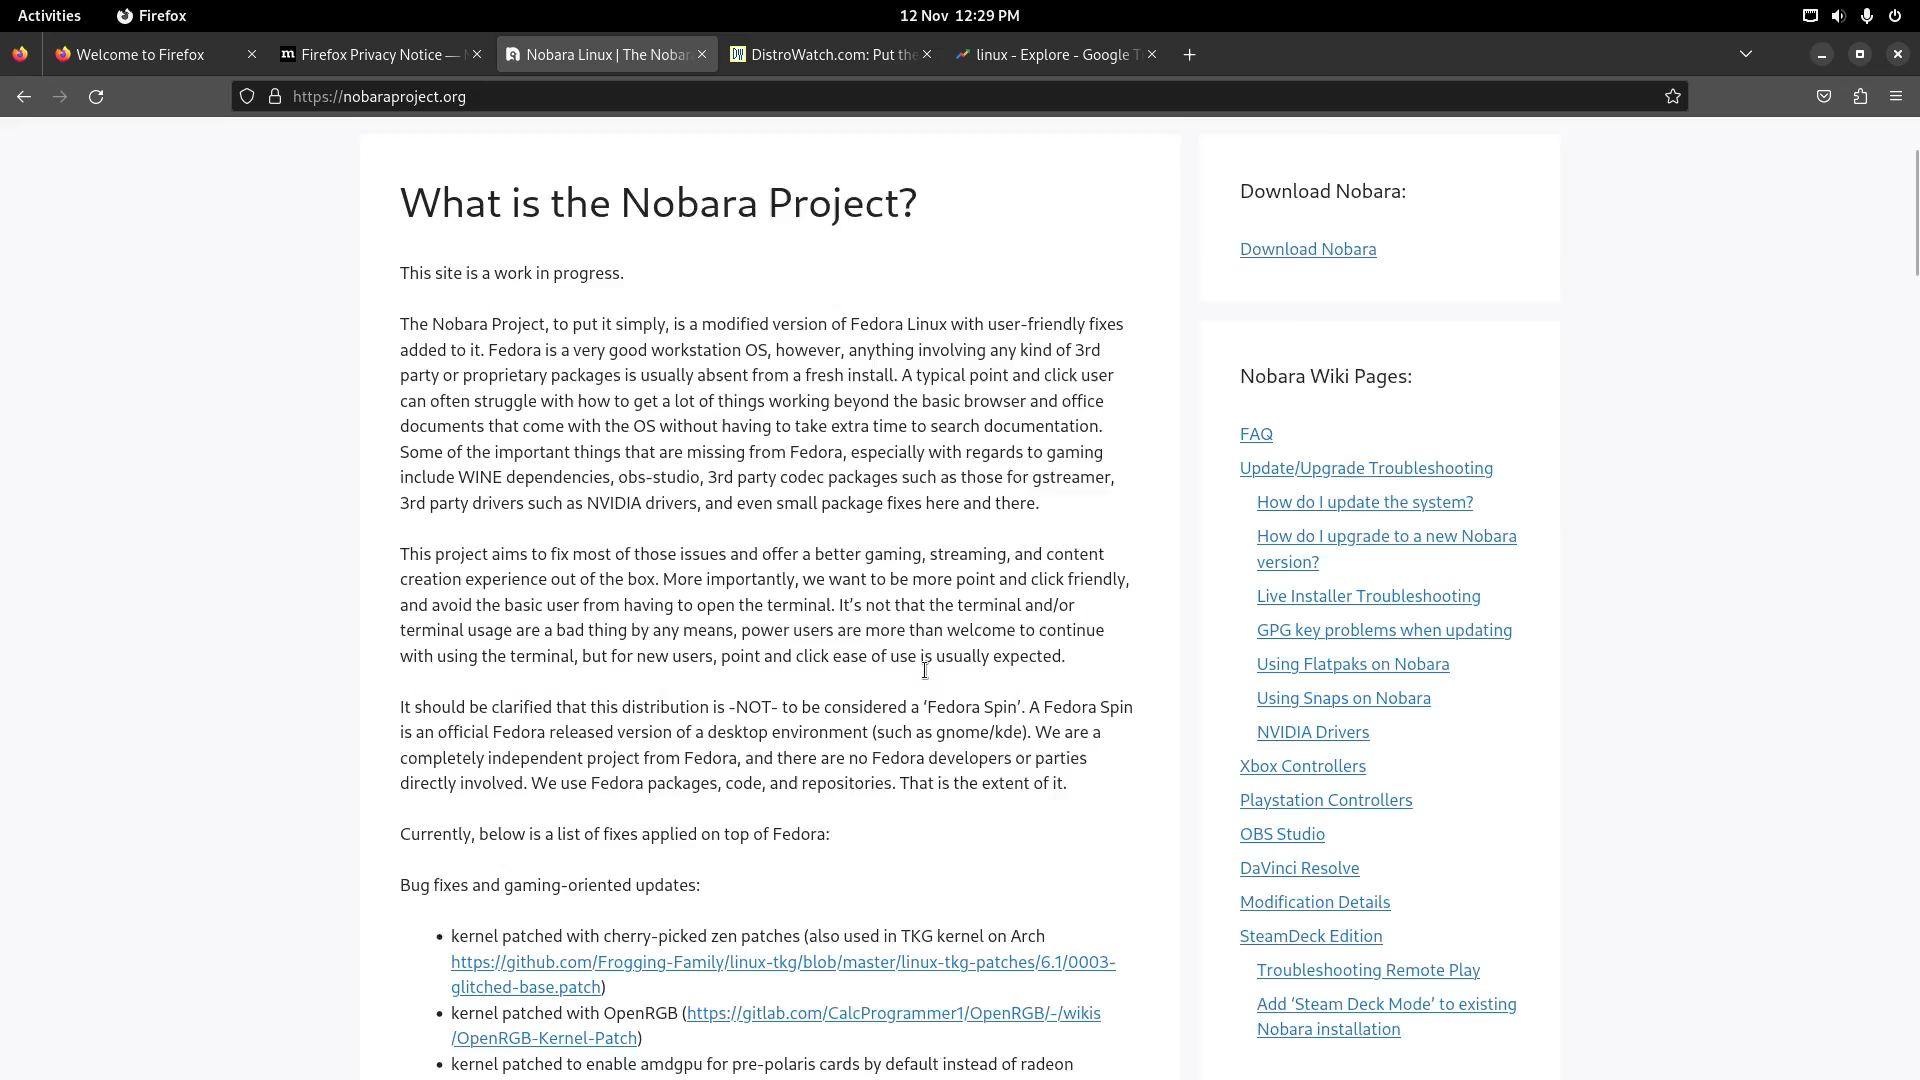 Activities
Firefox
12 Nov 12:29 PM
Welcome to Firefox
Firefox Privacy Notice —
Nobara Linux | The Nobar
DistroWatch.com: Put the
linux - Explore - Google T
https://nobaraproject.org
What is the Nobara Project?
This site is a work in progress.
The Nobara Project, to put it simply, is a modified version of Fedora Linux with user-friendly fixes
added to it. Fedora is a very good workstation OS, however, anything involving any kind of 3rd
party or proprietary packages is usually absent from a fresh install. A typical point and click user
can often struggle with how to get a lot of things working beyond the basic browser and office
documents that come with the OS without having to take extra time to search documentation.
Some of the important things that are missing from Fedora, especially with regards to gaming
include WINE dependencies, obs-studio, 3rd party codec packages such as those for gstreamer,
3rd party drivers such as NVIDIA drivers, and even small package fixes here and there.
This project aims to fix most of those issues and offer a better gaming, streaming, and content
creation experience out of the box. More importantly, we want to be more point and click friendly,
and avoid the basic user from having to open the terminal. It’s not that the terminal and/or
terminal usage are a bad thing by any means, power users are more than welcome to continue
with using the terminal, but for new users, point and click ease of use is usually expected.
It should be clarified that this distribution is -NOT- to be considered a ‘Fedora Spin’. A Fedora Spin
is an official Fedora released version of a desktop environment (such as gnome/kde). We are a
completely independent project from Fedora, and there are no Fedora developers or parties
directly involved. We use Fedora packages, code, and repositories. That is the extent of it.
Currently, below is a list of fixes applied on top of Fedora:
Bug fixes and gaming-oriented updates:
• kernel patched with cherry-picked zen patches (also used in TKG kernel on Arch
https://github.com/Frogging-Family/linux-tkg/blob/master/linux-tkg-patches/6.1/0003-
glitched-base.patch)
• kernel patched with OpenRGB (https://gitlab.com/CalcProgrammer1/OpenRGB/-/wikis
/OpenRGB-Kernel-Patch)
• kernel patched to enable amdgpu for pre-polaris cards by default instead of radeon
Download Nobara:
Download Nobara
Nobara Wiki Pages:
FAQ
Update/Upgrade Troubleshooting
How do I update the system?
How do I upgrade to a new Nobara
version?
Live Installer Troubleshooting
GPG key problems when updating
Using Flatpaks on Nobara
Using Snaps on Nobara
NVIDIA Drivers
Xbox Controllers
Playstation Controllers
OBS Studio
DaVinci Resolve
Modification Details
SteamDeck Edition
Troubleshooting Remote Play
Add ‘Steam Deck Mode’ to existing
Nobara installation